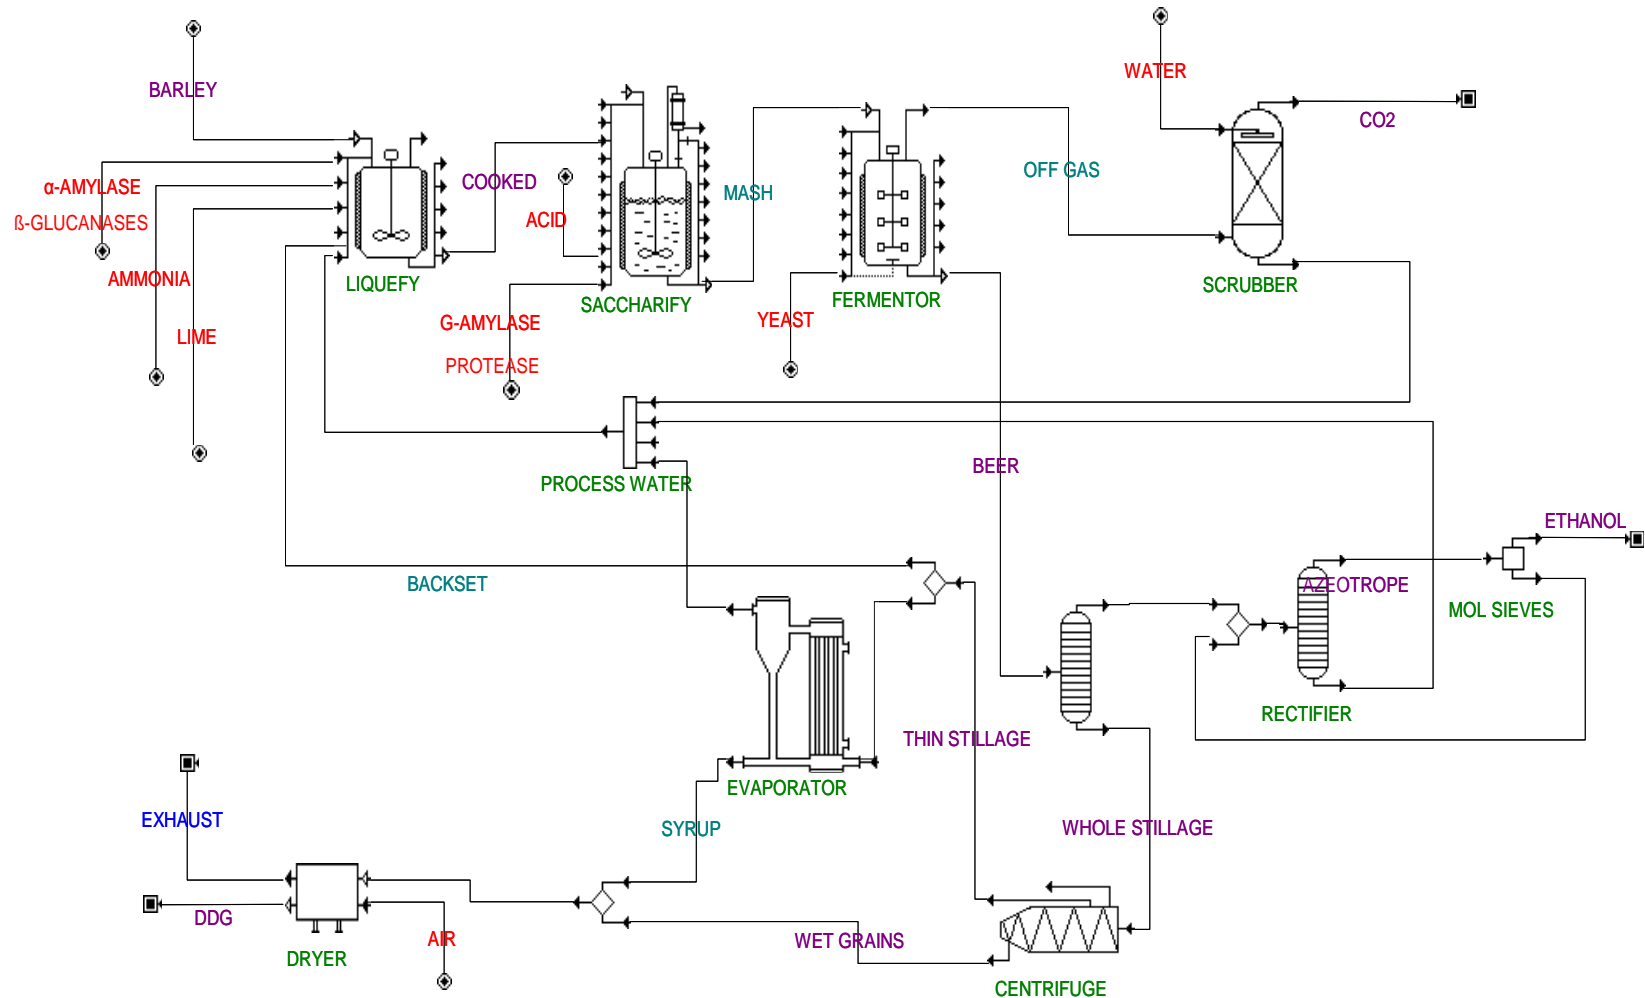 WATER
BARLEY
CO2
OFF GAS
COOKED
α-AMYLASE
MASH
ß-GLUCANASES
ACID
AMMONIA
LIQUEFY
SCRUBBER
FERMENTOR
SACCHARIFY
YEAST
G-AMYLASE
LIME
PROTEASE
BEER
PROCESS WATER
ETHANOL
BACKSET
AZEOTROPE
MOL SIEVES
RECTIFIER
THIN STILLAGE
EVAPORATOR
EXHAUST
SYRUP
WHOLE STILLAGE
DDG
AIR
WET GRAINS
DRYER
CENTRIFUGE